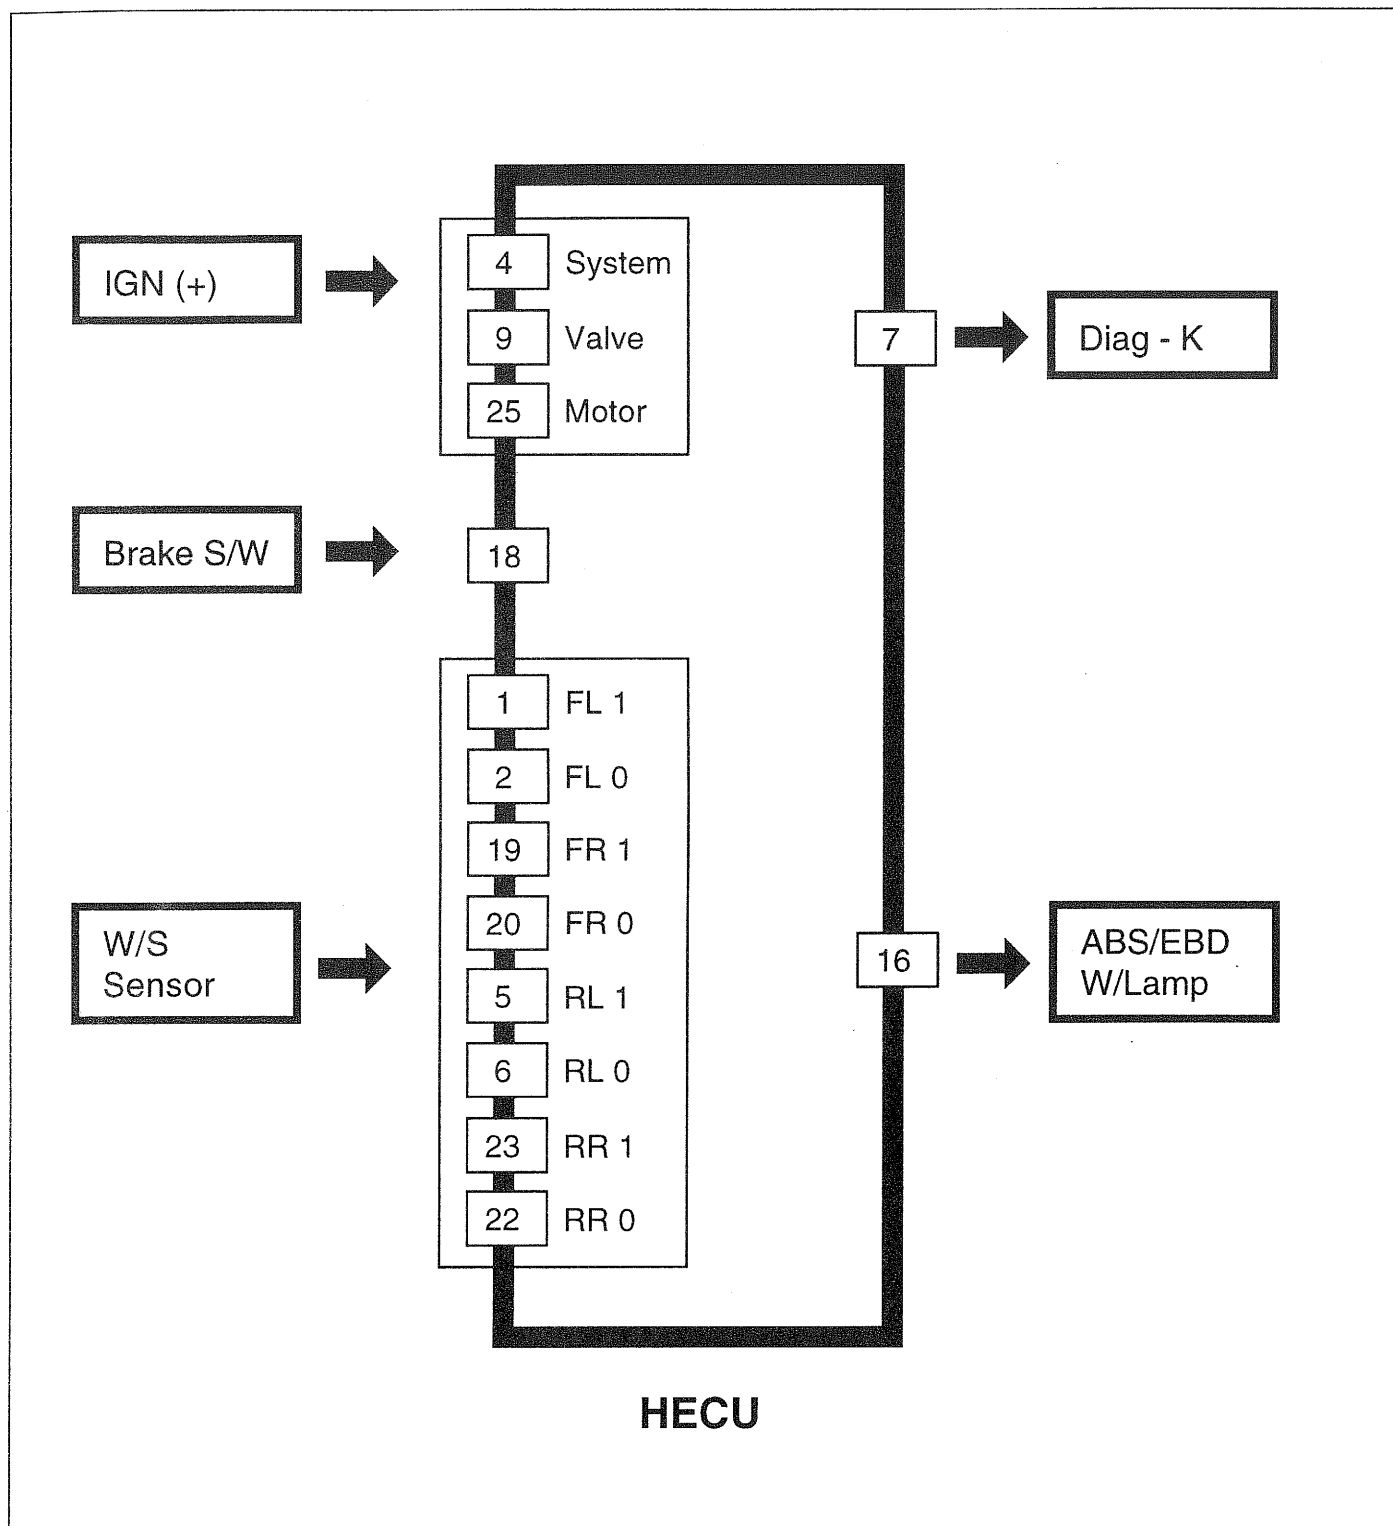 IGN (+)
4 System
9 Valve
25 Motor
7
Diag - K
Brake S/W
18
1 FL 1
2 FL 0
19 FR 1
20 FR 0
5 RL 1
6 RL 0
23 RR 1
22 RR 0
W/S
Sensor
16
ABS/EBD
W/Lamp
HECU